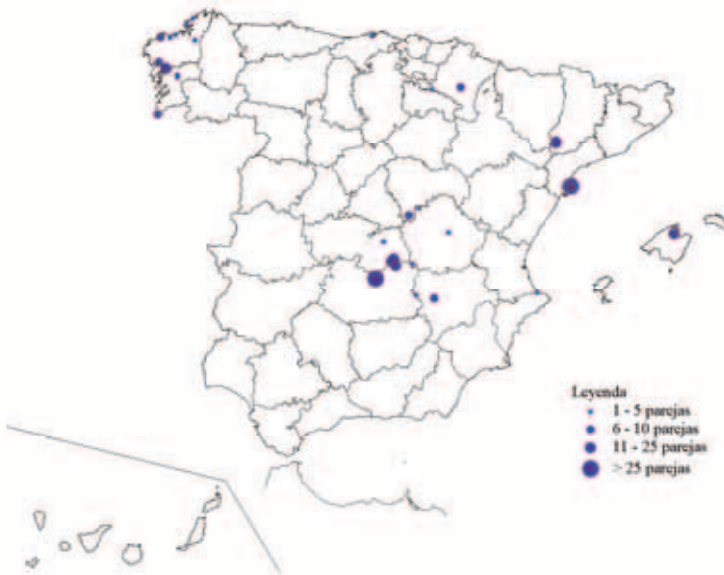 Leyenda
1 - 5 parejas
6 - 10 parejas
11 - 25 parejas
> 25 parejas